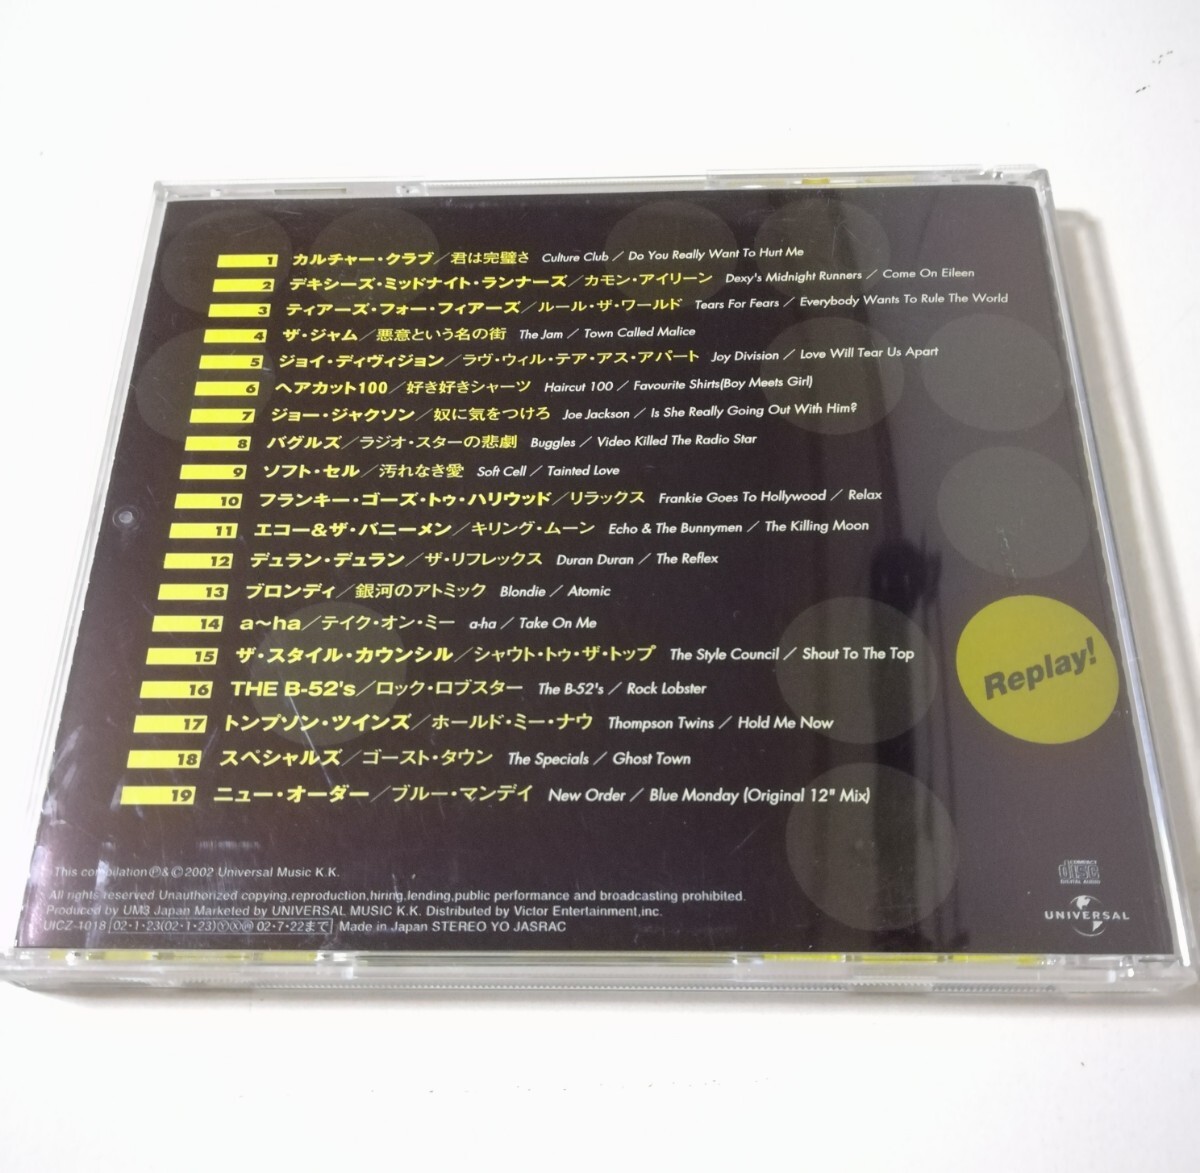 1 カルチャー・クラブ／君は完璧さ Culture Club / Do You Really Want To Hurt Me
2 デキシーズ・ミッドナイト・ランナーズ／カモン・アイリーン Dexy's Midnight Runners / Come On Eileen
3 ティアーズ・フォー・フィアーズ／ルール・ザ・ワールド Tears For Fears / Everybody Wants To Rule The World
4 ザ・ジャム／悪意という名の街 The Jam / Town Called Malice
5 ジョイ・ディヴィジョン／ラヴ・ウィル・テア・アス・アパート Joy Division / Love Will Tear Us Apart
6 ヘアカット100／好き好きシャーツ Haircut 100 / Favourite Shirts(Boy Meets Girl)
7 ジョー・ジャクソン／奴に気をつけろ Joe Jackson / Is She Really Going Out With Him?
8 バグルズ／ラジオ・スターの悲劇 Buggles / Video Killed The Radio Star
9 ソフト・セル／汚れなき愛 Soft Cell / Tainted Love
10 フランキー・ゴーズ・トゥ・ハリウッド／リラックス Frankie Goes To Hollywood / Relax
11 エコー&ザ・バニーメン／キリング・ムーン Echo & The Bunnymen / The Killing Moon
12 デュラン・デュラン／ザ・リフレックス Duran Duran / The Reflex
13 ブロンディ／銀河のアトミック Blondie / Atomic
14 a〜ha／テイク・オン・ミー a-ha / Take On Me
15 ザ・スタイル・カウンシル／シャウト・トゥ・ザ・トップ The Style Council / Shout To The Top
16 THE B-52's／ロック・ロブスター The B-52's / Rock Lobster
17 トンプソン・ツインズ／ホールド・ミー・ナウ Thompson Twins / Hold Me Now
18 スペシャルズ／ゴースト・タウン The Specials / Ghost Town
19 ニュー・オーダー／ブルー・マンデイ New Order / Blue Monday (Original 12" Mix)
Replay!
This compilation ℗&©2002 Universal Music K.K.
All rights reserved Unauthorized copying,reproduction,hiring,lending,public performance and broadcasting prohibited.
Produced by UM3 Japan Marketed by UNIVERSAL MUSIC K.K. Distributed by Victor Entertainment,inc.
UICZ-1018 02・1・23(02・1・23) 02・7・22まで Made in Japan STEREO YO JASRAC
COMPACT
disc
DIGITAL AUDIO
UNIVERSAL